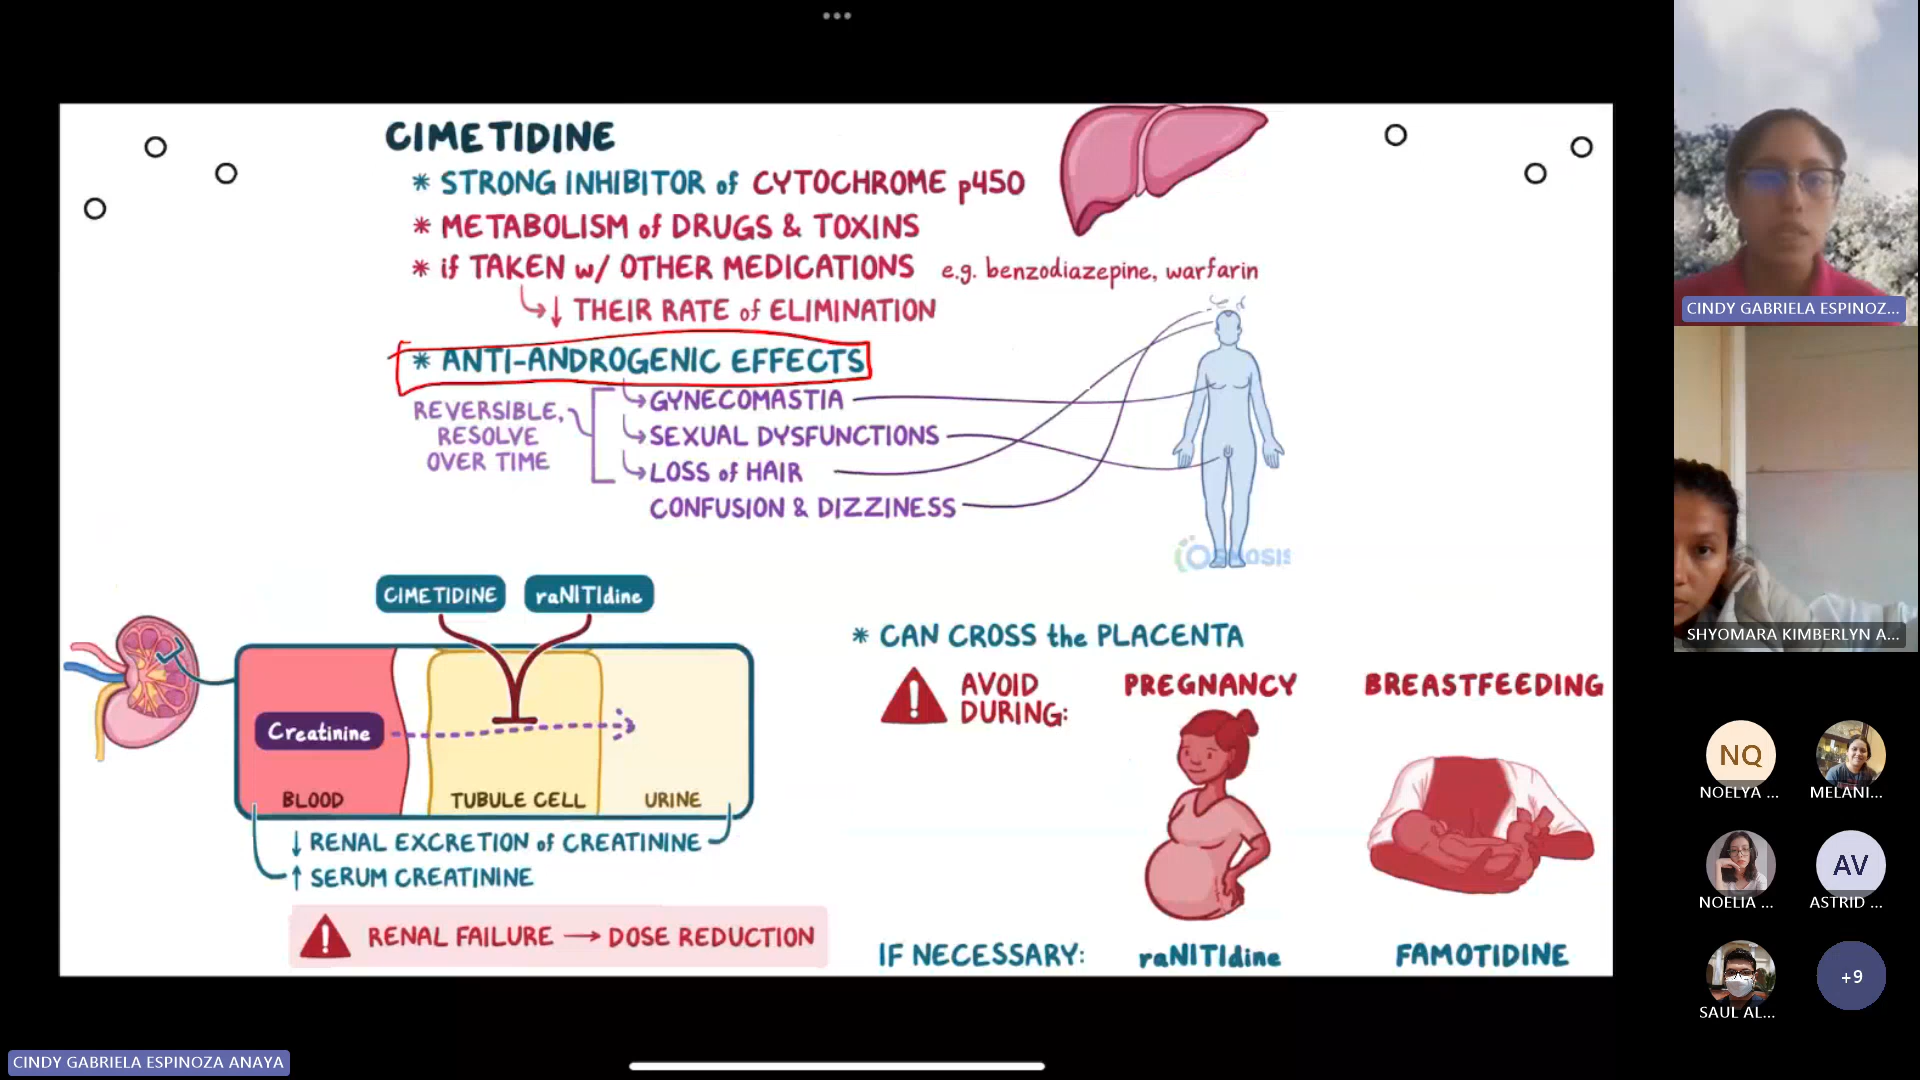 CIMETIDINE
* STRONG INHIBITOR of CYTOCHROME p450
* METABOLISM of DRUGS & TOXINS
* if TAKEN w/ OTHER MEDICATIONS e.g. benzodiazepine, warfarin
↓ THEIR RATE of ELIMINATION
* ANTI-ANDROGENIC EFFECTS
GYNECOMASTIA
SEXUAL DYSFUNCTIONS
LOSS of HAIR
CONFUSION & DIZZINESS
REVERSIBLE,
RESOLVE
OVER TIME
OSMOSIS
CIMETIDINE
raNITIdine
Creatinine
BLOOD
TUBULE CELL
URINE
↓ RENAL EXCRETION of CREATININE
↑ SERUM CREATININE
! RENAL FAILURE → DOSE REDUCTION
* CAN CROSS the PLACENTA
! AVOID
DURING:
PREGNANCY
BREASTFEEDING
IF NECESSARY: raNITIdine FAMOTIDINE
CINDY GABRIELA ESPINOZ...
SHYOMARA KIMBERLYN A...
NQ
NOELYA ...
MELANI...
NOELIA ...
AV
ASTRID ...
SAUL AL...
+9
CINDY GABRIELA ESPINOZA ANAYA